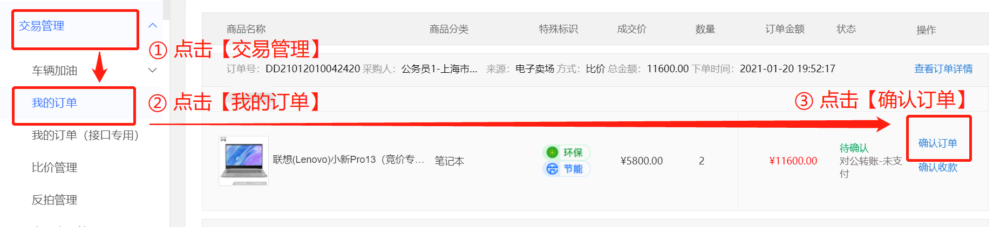 交易管理
① 点击【交易管理】
车辆加油
我的订单
② 点击【我的订单】
我的订单（接口专用）
比价管理
反拍管理
商品名称 商品分类 特殊标识 成交价 数量 订单金额 状态 操作
订单号： DD21012010042420 采购人： 公务员1-上海市... 来源： 电子卖场 方式： 比价 总金额： 11600.00 下单时间： 2021-01-20 19:52:17 查看订单详情
③ 点击【确认订单】
联想(Lenovo)小新Pro13（竞价专... 笔记本
环保
节能
¥5800.00 2 ¥11600.00
待确认
对公转账-未支
付
确认订单
确认收款